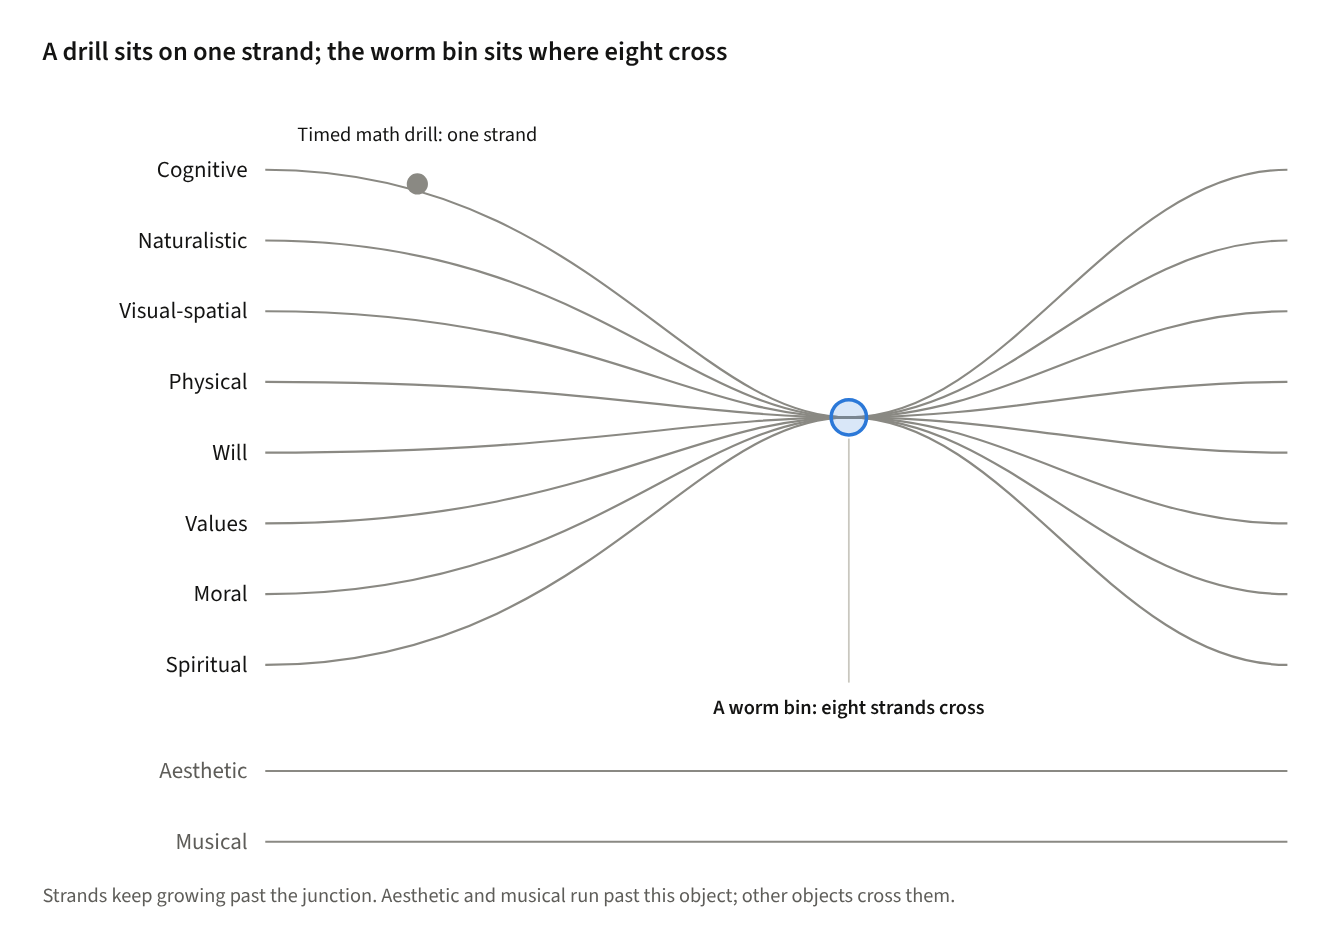 A drill sits on one strand; the worm bin sits where eight cross
Timed math drill: one strand
Cognitive
Naturalistic
Visual-spatial
Physical
Will
Values
Moral
Spiritual
A worm bin: eight strands cross
Aesthetic
Musical
Strands keep growing past the junction. Aesthetic and musical run past this object; other objects cross them.